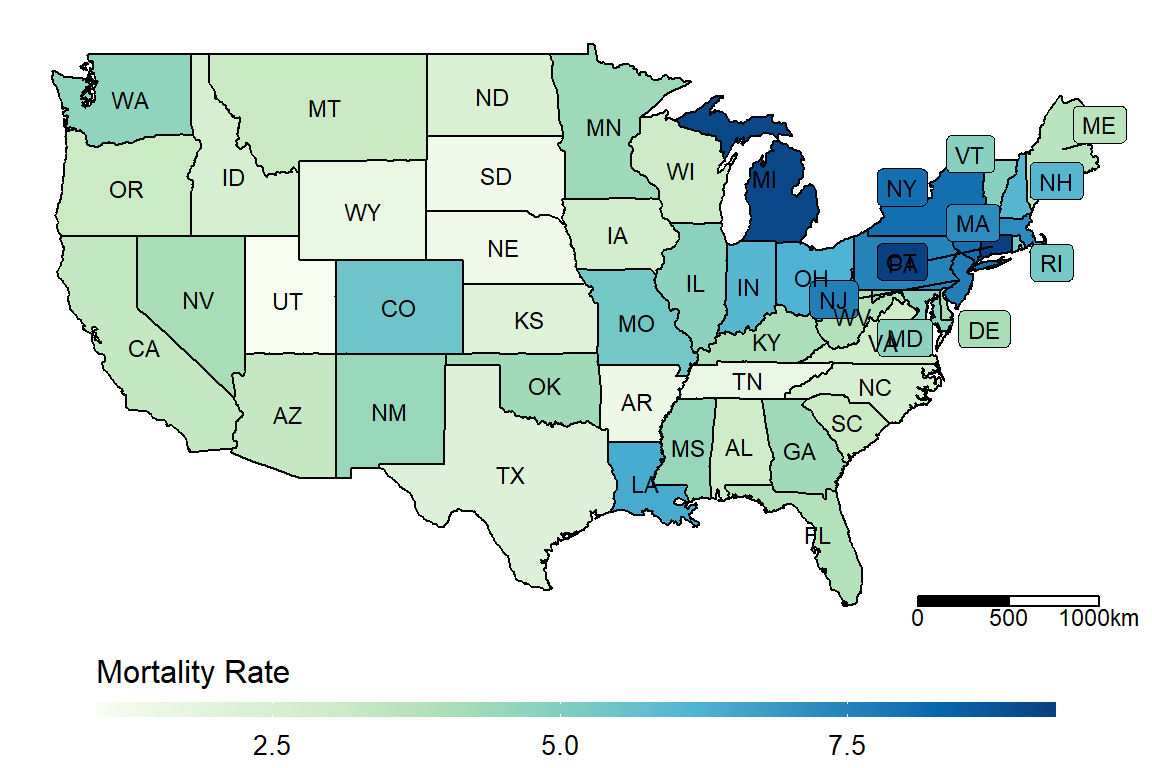 WA
MT
ND
MN
ME
VT
OR
ID
SD
WI
MI
NY
NH
WY
MA
NE
IA
CT
PA
RI
NV
UT
CO
KS
MO
IL
IN
OH
NJ
WV
DE
CA
KY
VA
MD
AZ
NM
OK
AR
TN
NC
SC
TX
LA
MS
AL
GA
FL
0 500 1000km
Mortality Rate
2.5 5.0 7.5